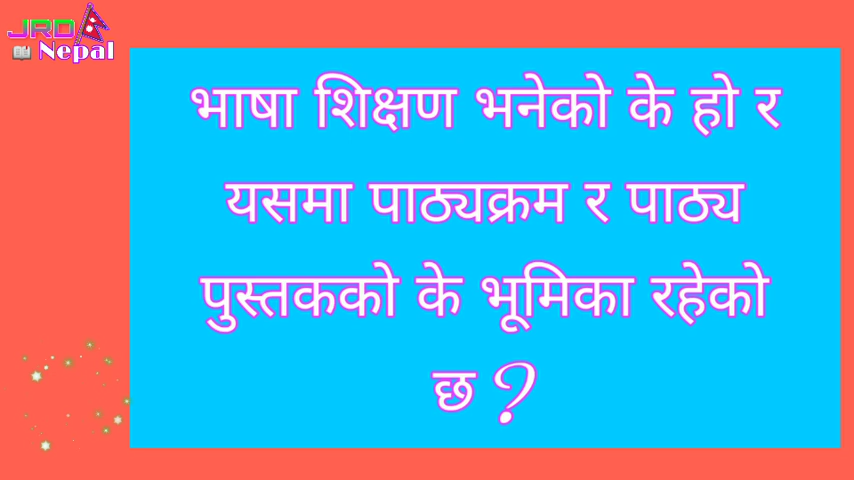 JRD
Nepal
भाषा शिक्षण भनेको के हो र
यसमा पाठ्यक्रम र पाठ्य
पुस्तकको के भूमिका रहेको
छ ?